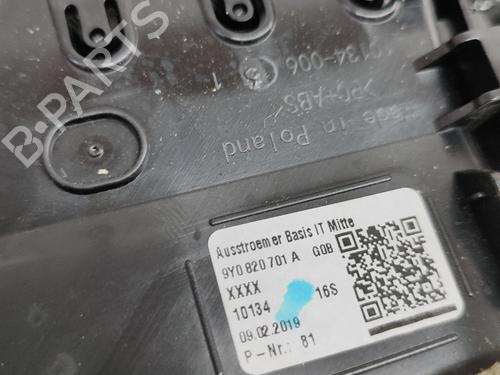 B-PARTS
0134-006
1
>PC+ABS<
Made in Poland
Ausstroemer Basis IT Mitte
9Y0 820 701 A G0B
XXXX
10134 16S
09.02.2019
P-Nr.: 81